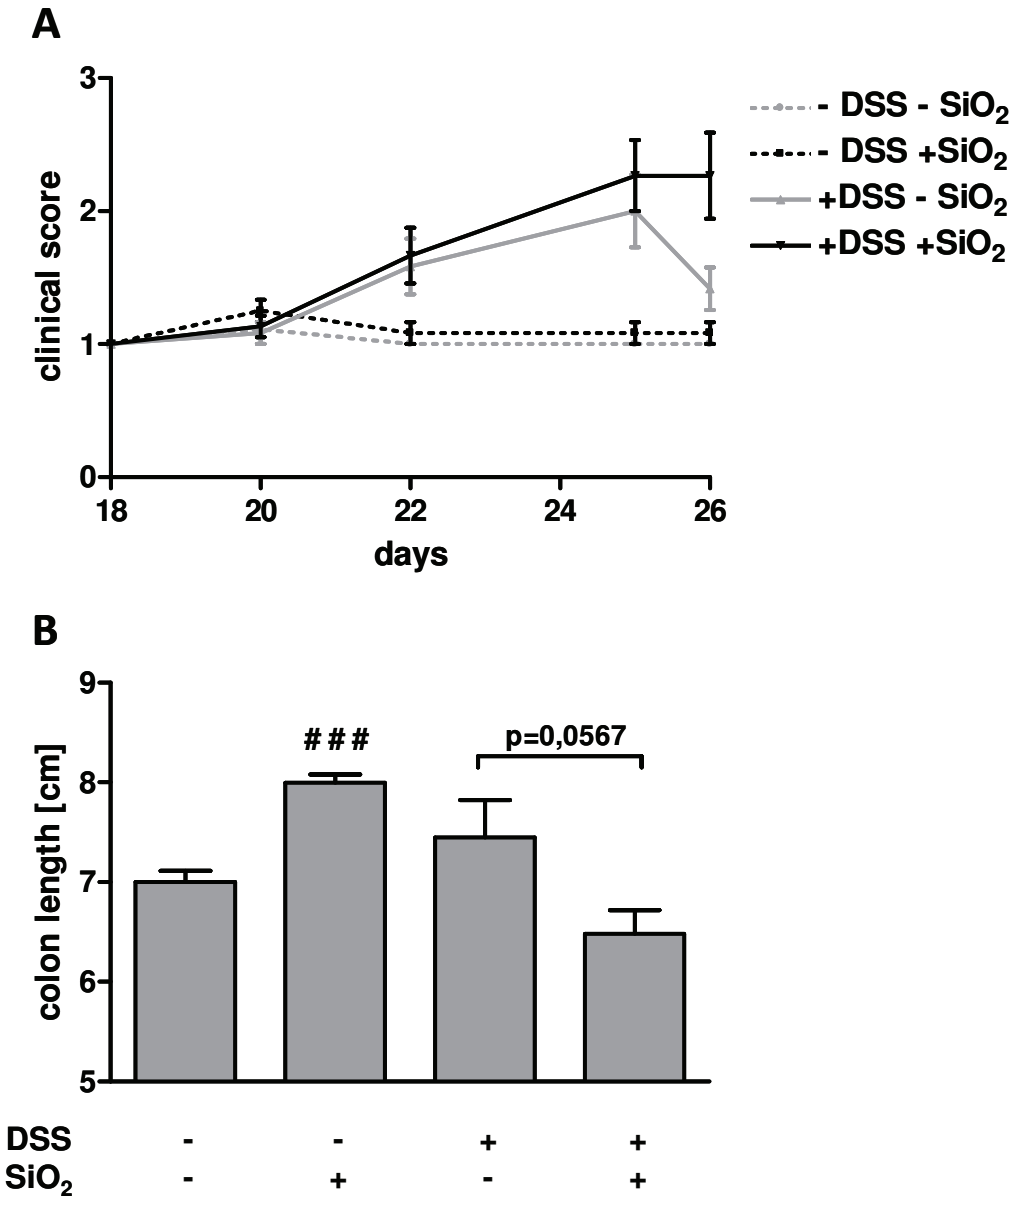 A
3
2
1
0
clinical score
18 20 22 24 26
days
- DSS - SiO₂
- DSS +SiO₂
+DSS - SiO₂
+DSS +SiO₂
B
9
8
7
6
5
colon length [cm]
###
p=0,0567
DSS - - + +
SiO₂ - + - +